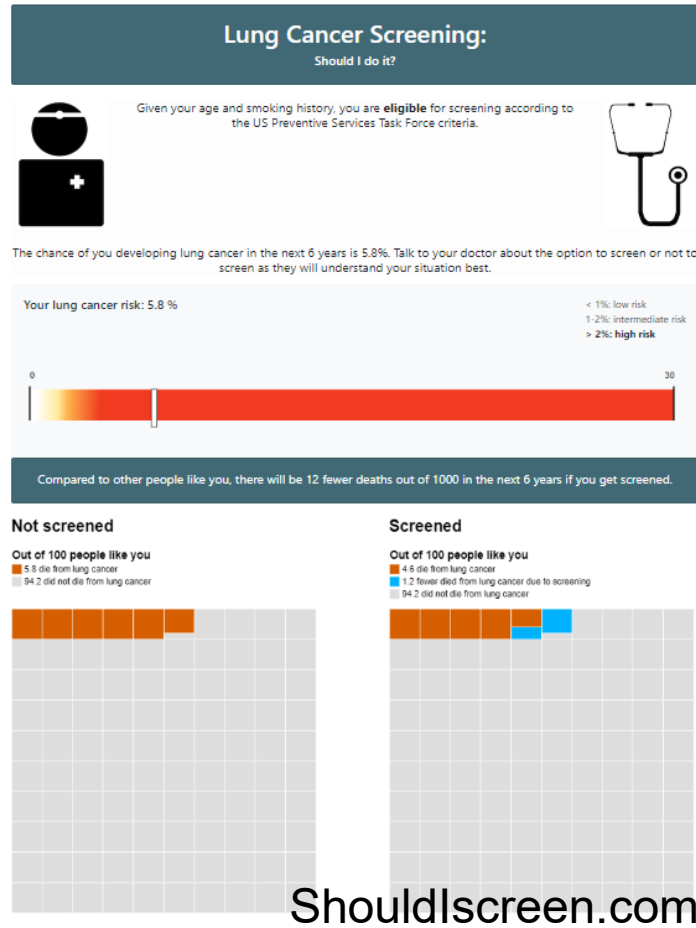 Lung Cancer Screening:
Should I do it?
Given your age and smoking history, you are eligible for screening according to
the US Preventive Services Task Force criteria.
The chance of you developing lung cancer in the next 6 years is 5.8%. Talk to your doctor about the option to screen or not to
screen as they will understand your situation best.
Your lung cancer risk: 5.8 %
< 1%: low risk
1-2%: intermediate risk
> 2%: high risk
0
30
Compared to other people like you, there will be 12 fewer deaths out of 1000 in the next 6 years if you get screened.
Not screened
Out of 100 people like you
5.8 die from lung cancer
94.2 did not die from lung cancer
Screened
Out of 100 people like you
4.6 die from lung cancer
1.2 fewer died from lung cancer due to screening
94.2 did not die from lung cancer
ShouldIscreen.com